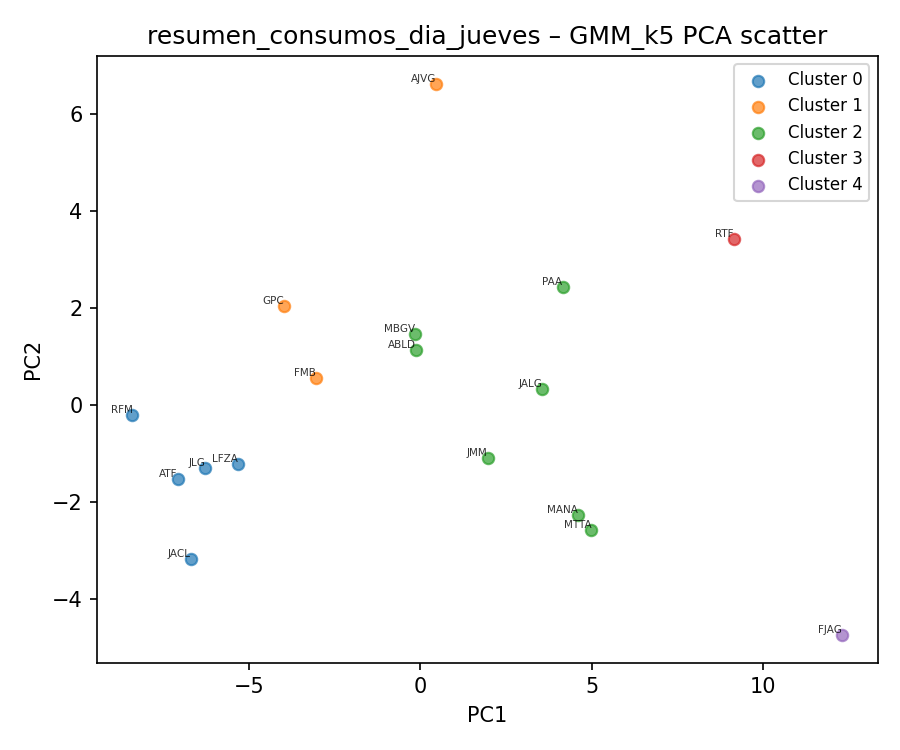 resumen_consumos_dia_jueves – GMM_k5 PCA scatter
Cluster 0
Cluster 1
Cluster 2
Cluster 3
Cluster 4
AJVG
RTF
PAA
GPC
MBGV
ABLD
FMB
JALG
RFM
JMM
LFZA
JLG
ATF
MANA
MTTA
JACL
FJAG
6
4
2
0
−2
−4
PC2
−5
0
5
10
PC1